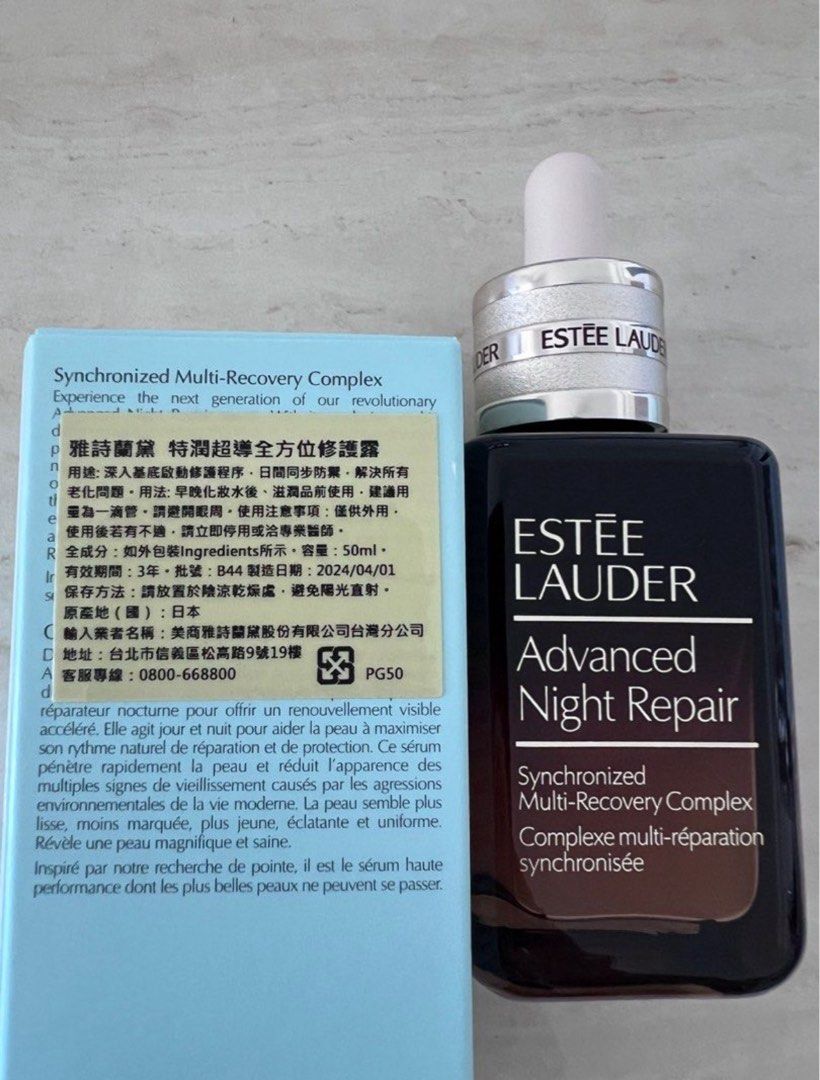 Synchronized Multi-Recovery Complex
Experience the next generation of our revolutionary
雅詩蘭黛 特潤超導全方位修護露
用途: 深入基底啟動修護程序，日間同步防禦，解決所有
老化問題。用法: 早晚化妝水後、滋潤品前使用，建議用
量為一滴管。請避開眼周。使用注意事項：僅供外用，
使用後若有不適，請立即停用或洽專業醫師。
全成分：如外包裝Ingredients所示。容量：50ml。
有效期間：3年。批號：B44 製造日期：2024/04/01
保存方法：請放置於陰涼乾燥處，避免陽光直射。
原產地（國）：日本
輸入業者名稱：美商雅詩蘭黛股份有限公司台灣分公司
地址：台北市信義區松高路9號19樓
客服專線：0800-668800
PG50
réparateur nocturne pour offrir un renouvellement visible
accéléré. Elle agit jour et nuit pour aider la peau à maximiser
son rythme naturel de réparation et de protection. Ce sérum
pénètre rapidement la peau et réduit l'apparence des
multiples signes de vieillissement causés par les agressions
environnementales de la vie moderne. La peau semble plus
lisse, moins marquée, plus jeune, éclatante et uniforme.
Révèle une peau magnifique et saine.
Inspiré par notre recherche de pointe, il est le sérum haute
performance dont les plus belles peaux ne peuvent se passer.
DER ESTĒE LAUDE
ESTĒE
LAUDER
Advanced
Night Repair
Synchronized
Multi-Recovery Complex
Complexe multi-réparation
synchronisée